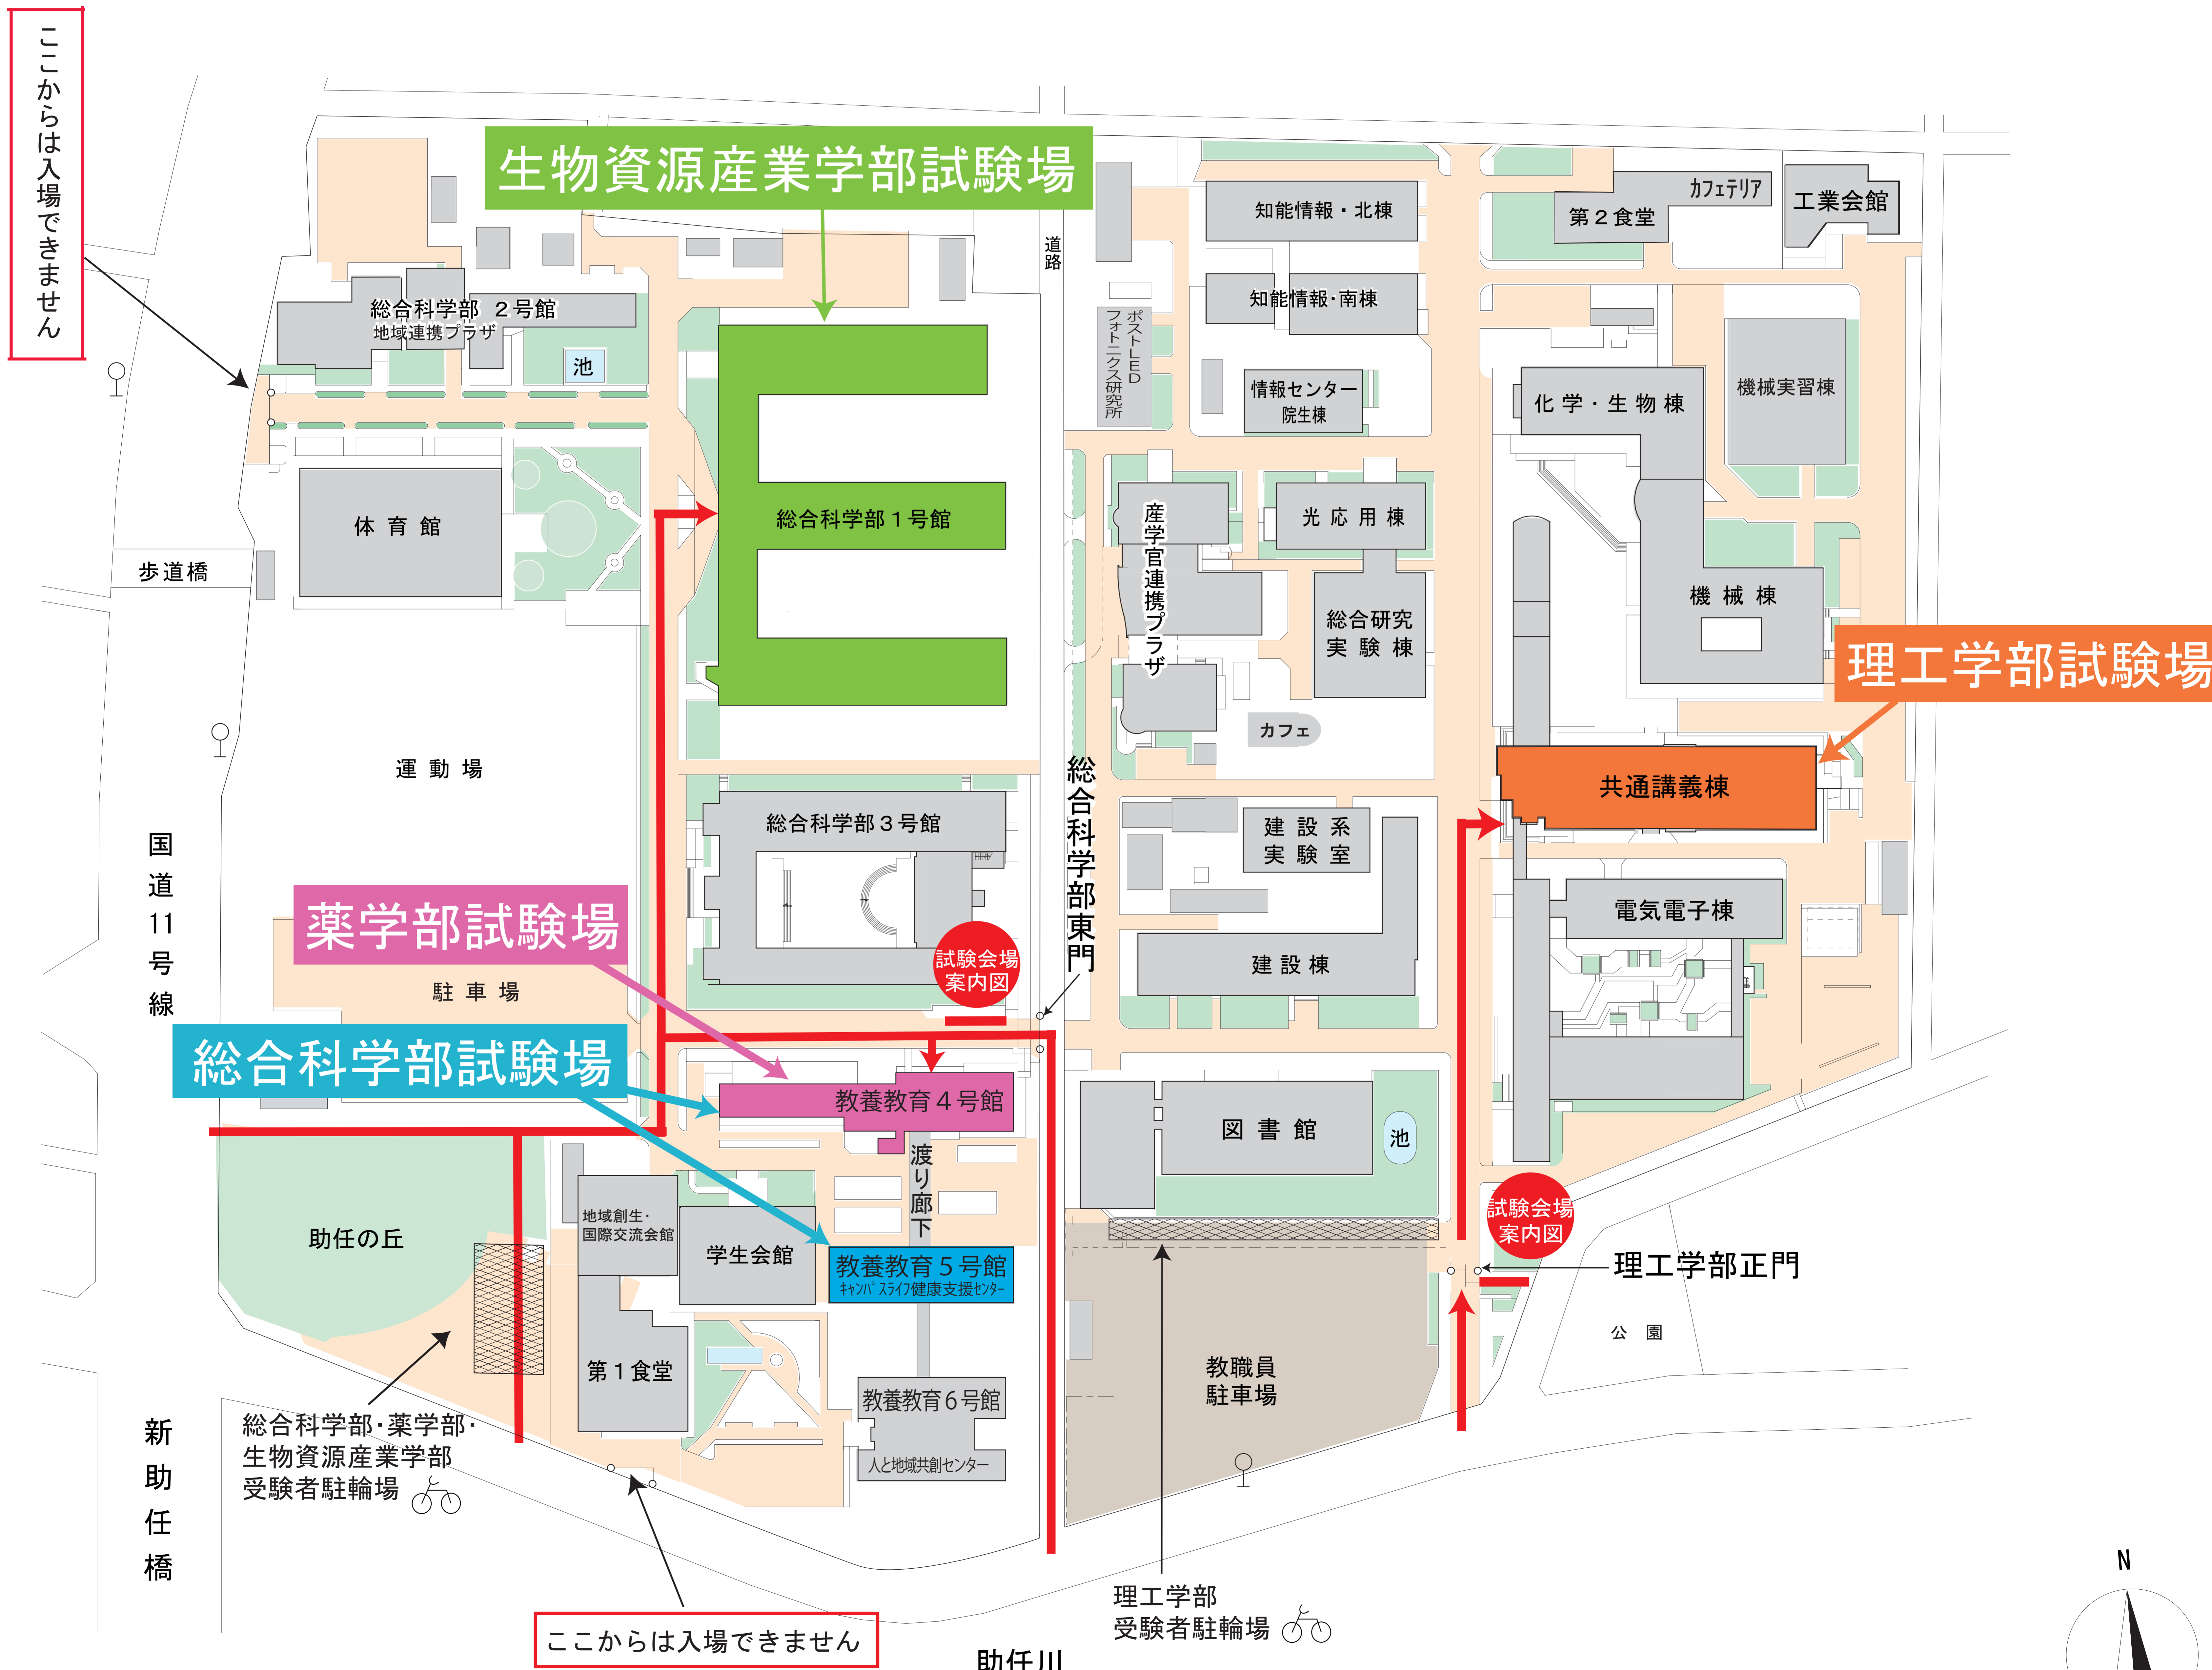 ここからは入場できません
生物資源産業学部試験場
道路
知能情報・北棟
カフェテリア
第2食堂
工業会館
総合科学部 2号館
地域連携プラザ
池
知能情報・南棟
ポストLED
フォトニクス研究所
情報センター
院生棟
化学・生物棟
機械実習棟
体育館
総合科学部1号館
産学官連携プラザ
光応用棟
歩道橋
総合研究
実験棟
機械棟
理工学部試験場
カフェ
運動場
共通講義棟
国道11号線
総合科学部3号館
総合科学部東門
建設系
実験室
薬学部試験場
電気電子棟
試験会場
案内図
建設棟
駐車場
総合科学部試験場
教養教育4号館
図書館
池
渡り廊下
助任の丘
地域創生・
国際交流会館
学生会館
教養教育5号館
キャンパスライフ健康支援センター
試験会場
案内図
理工学部正門
公園
第1食堂
教職員
駐車場
教養教育6号館
人と地域共創センター
新助任橋
総合科学部・薬学部・
生物資源産業学部
受験者駐輪場
理工学部
受験者駐輪場
ここからは入場できません
助任川
N